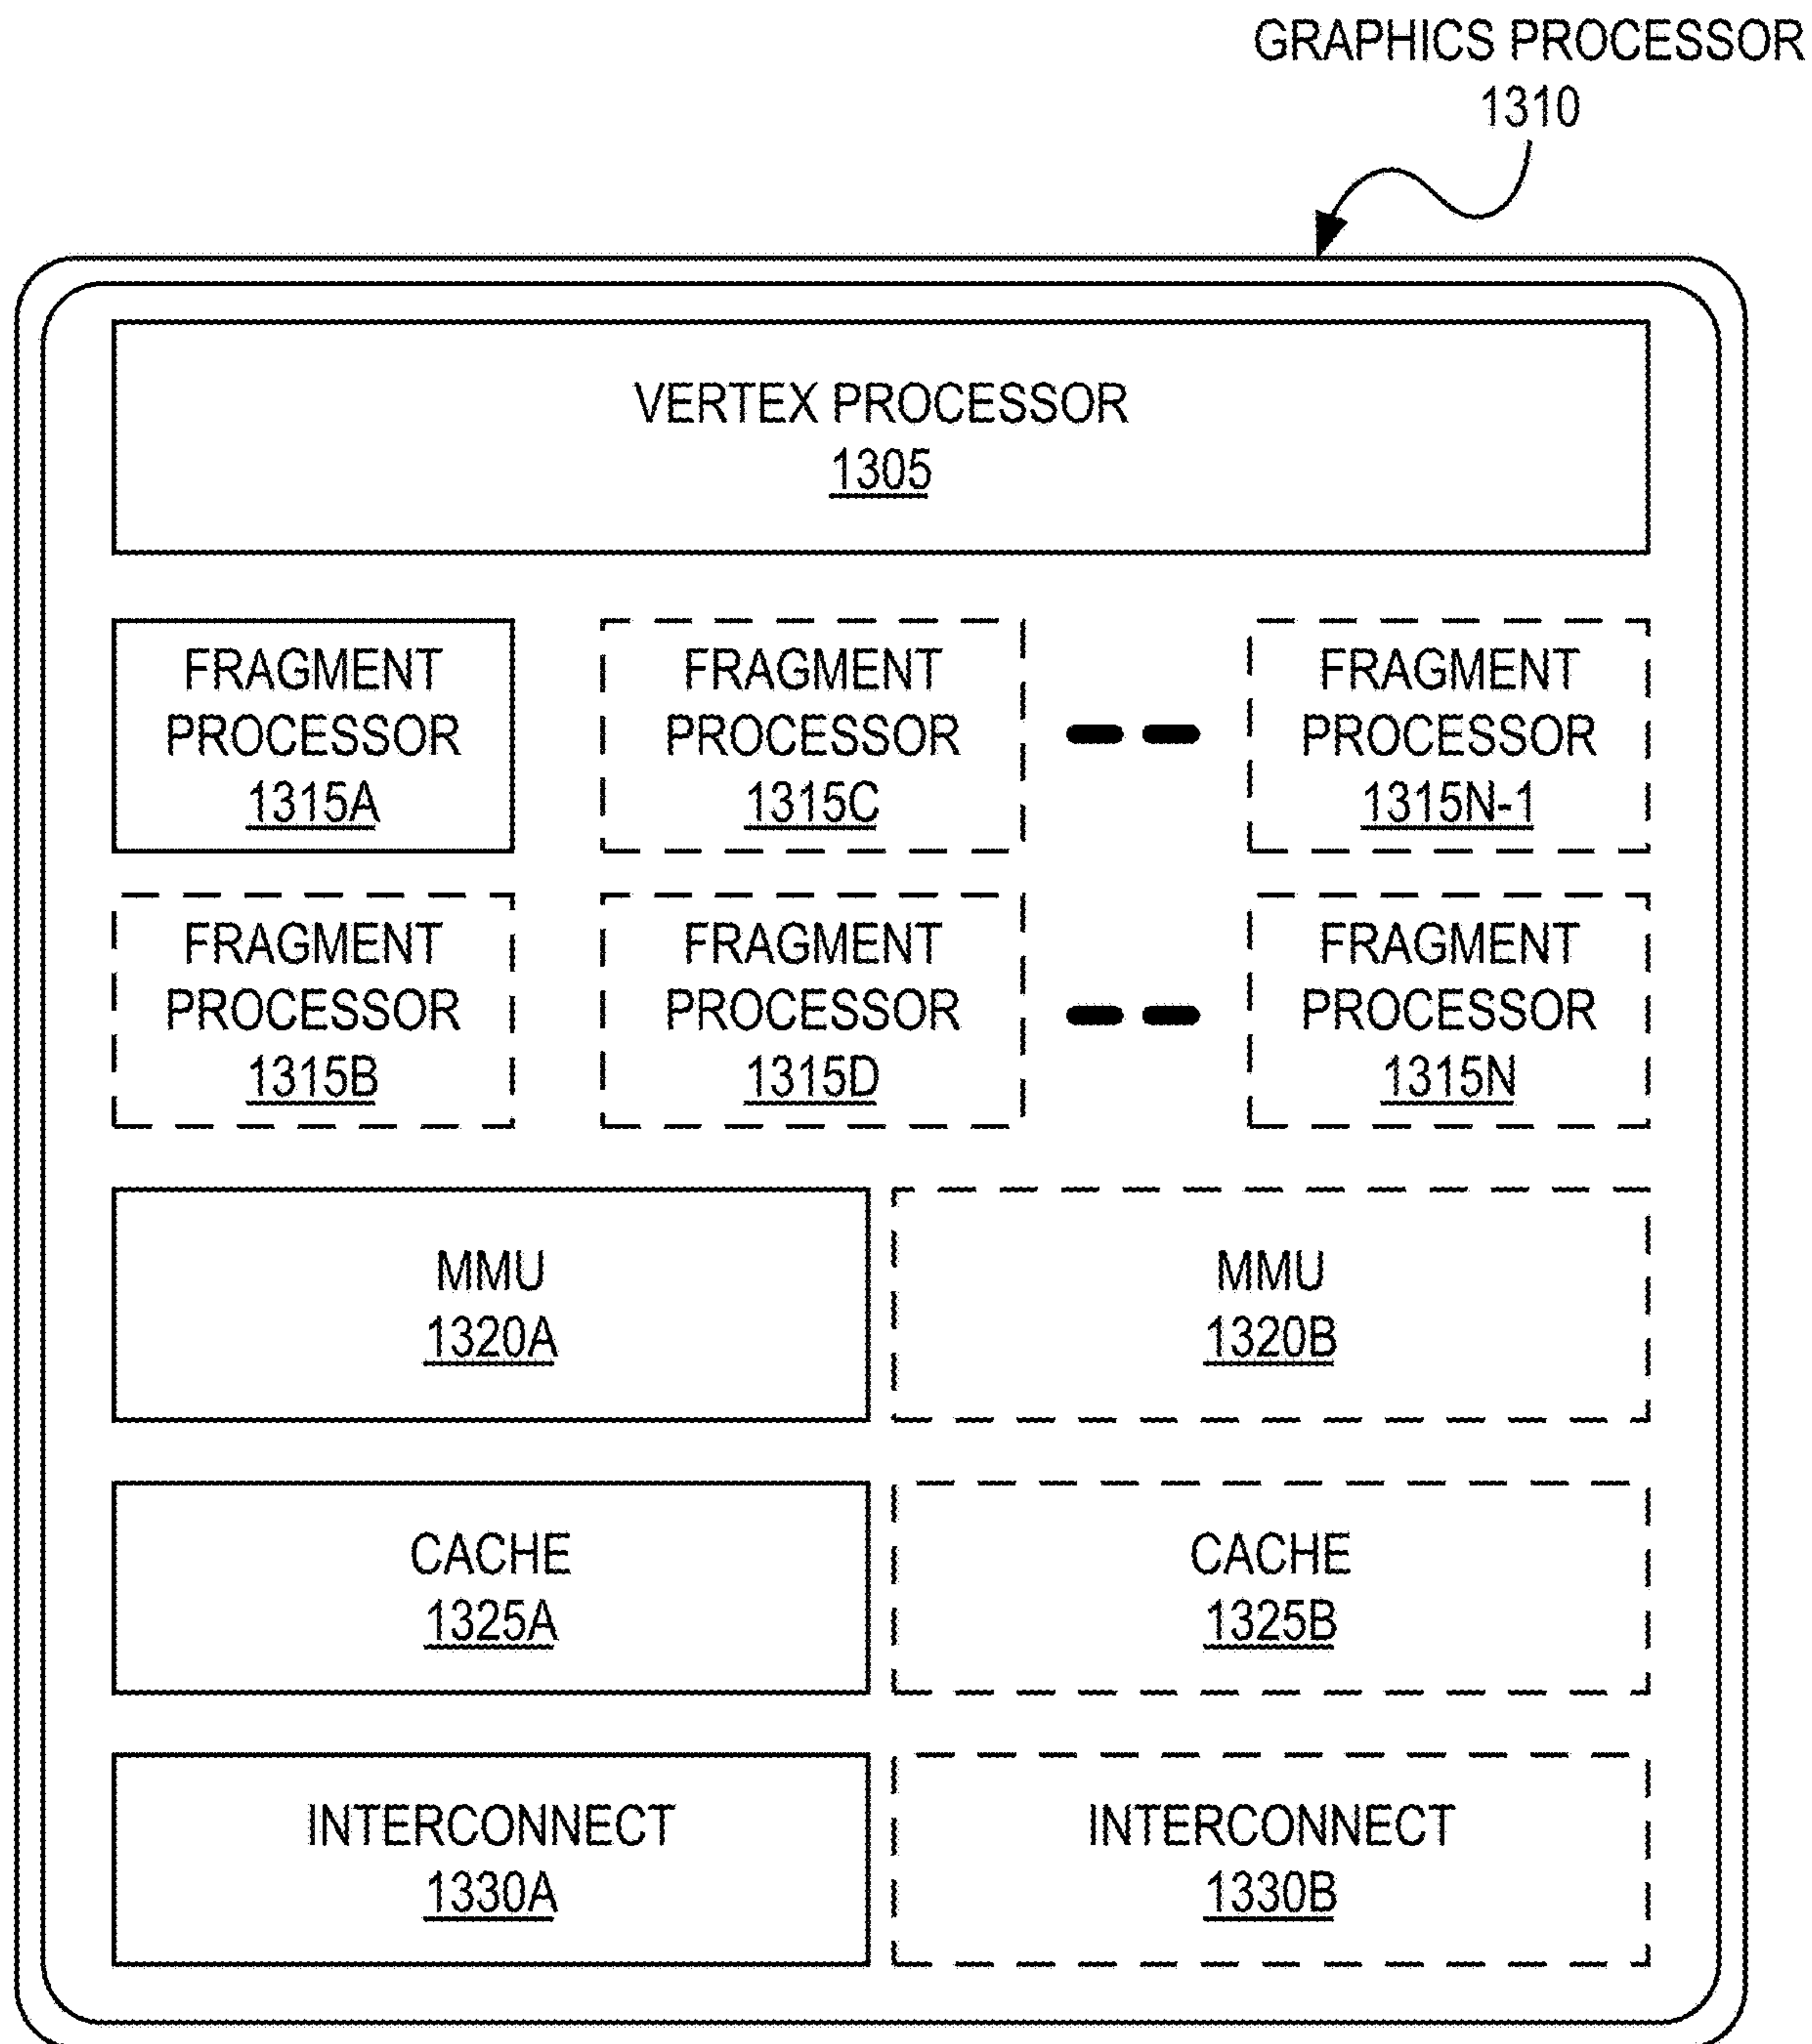 GRAPHICS PROCESSOR
1310
VERTEX PROCESSOR
1305
FRAGMENT
PROCESSOR
1315A
FRAGMENT
PROCESSOR
1315C
FRAGMENT
PROCESSOR
1315N-1
FRAGMENT
PROCESSOR
1315B
FRAGMENT
PROCESSOR
1315D
FRAGMENT
PROCESSOR
1315N
MMU
1320A
MMU
1320B
CACHE
1325A
CACHE
1325B
INTERCONNECT
1330A
INTERCONNECT
1330B